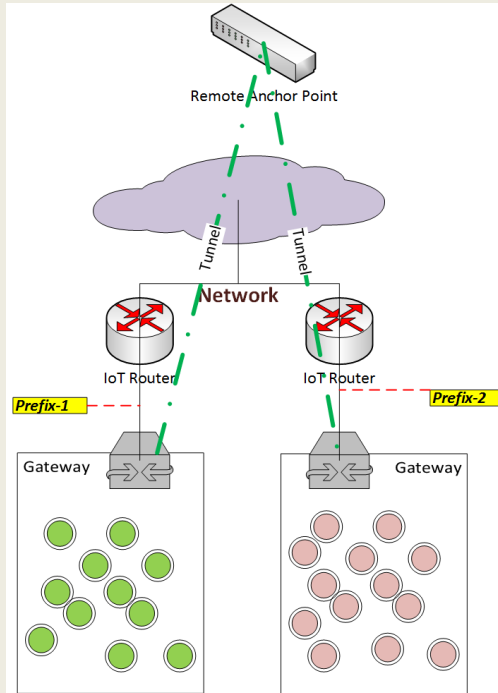 Remote Anchor Point
Tunnel
Tunnel
Network
IoT Router
IoT Router
Prefix-1
Prefix-2
Gateway
Gateway